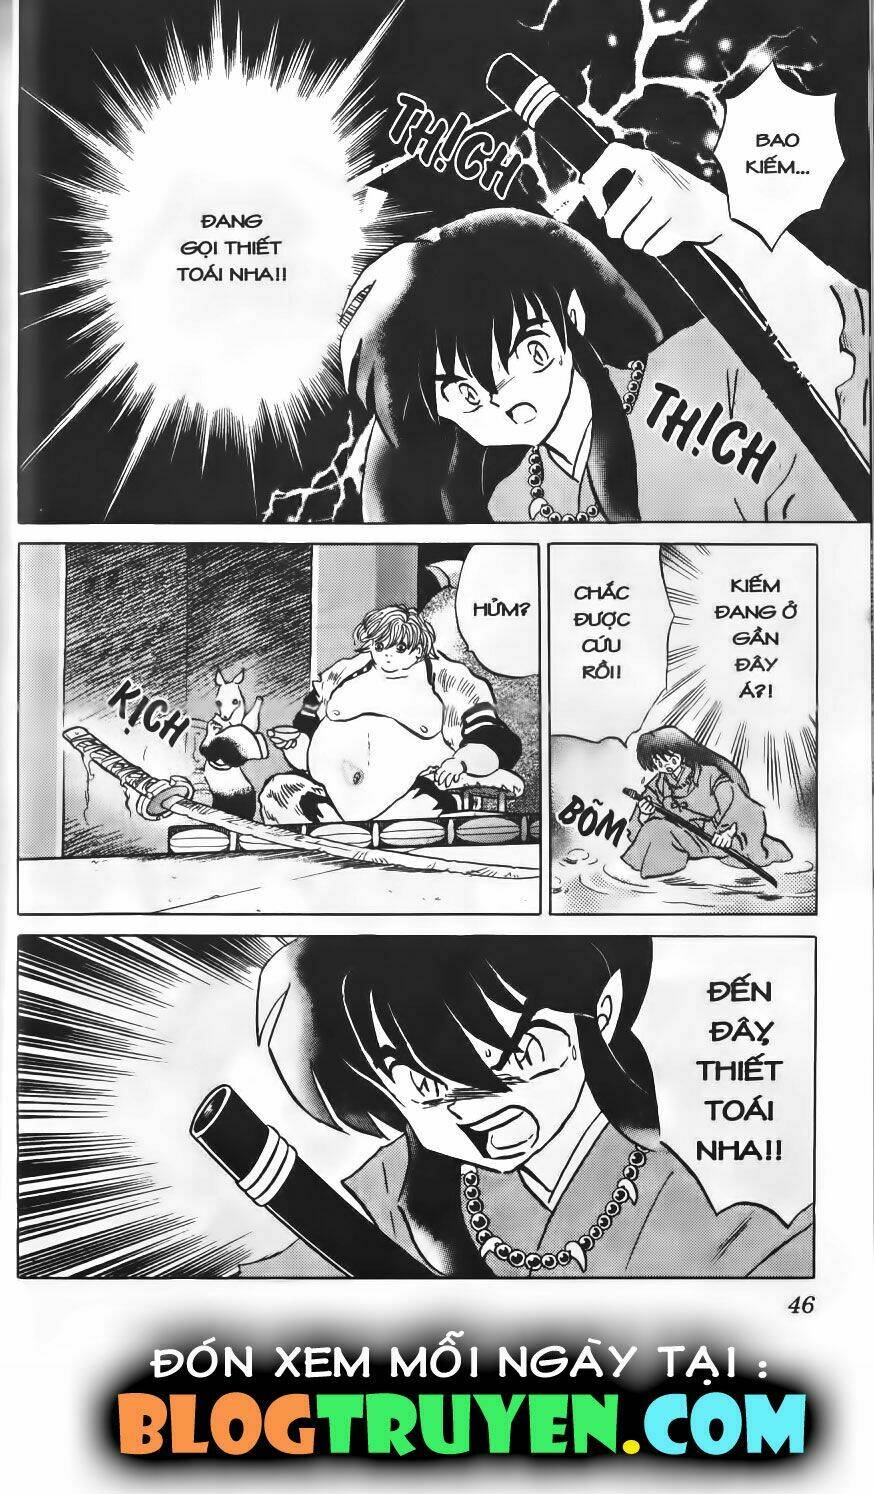 BAO
KIẾM...
THỊCH
ĐANG
GỌI THIẾT
TOÁI NHA!!
THỊCH
KIẾM
ĐANG Ở
GẦN
ĐÂY
Á?!
CHẮC
ĐƯỢC
CỨU
RỒI!!
BÕM
HỬM?
KỊCH
ĐẾN
ĐÂY,
THIẾT
TOÁI
NHA!!
46
ĐÓN XEM MỖI NGÀY TẠI :
BLOGTRUYEN.COM